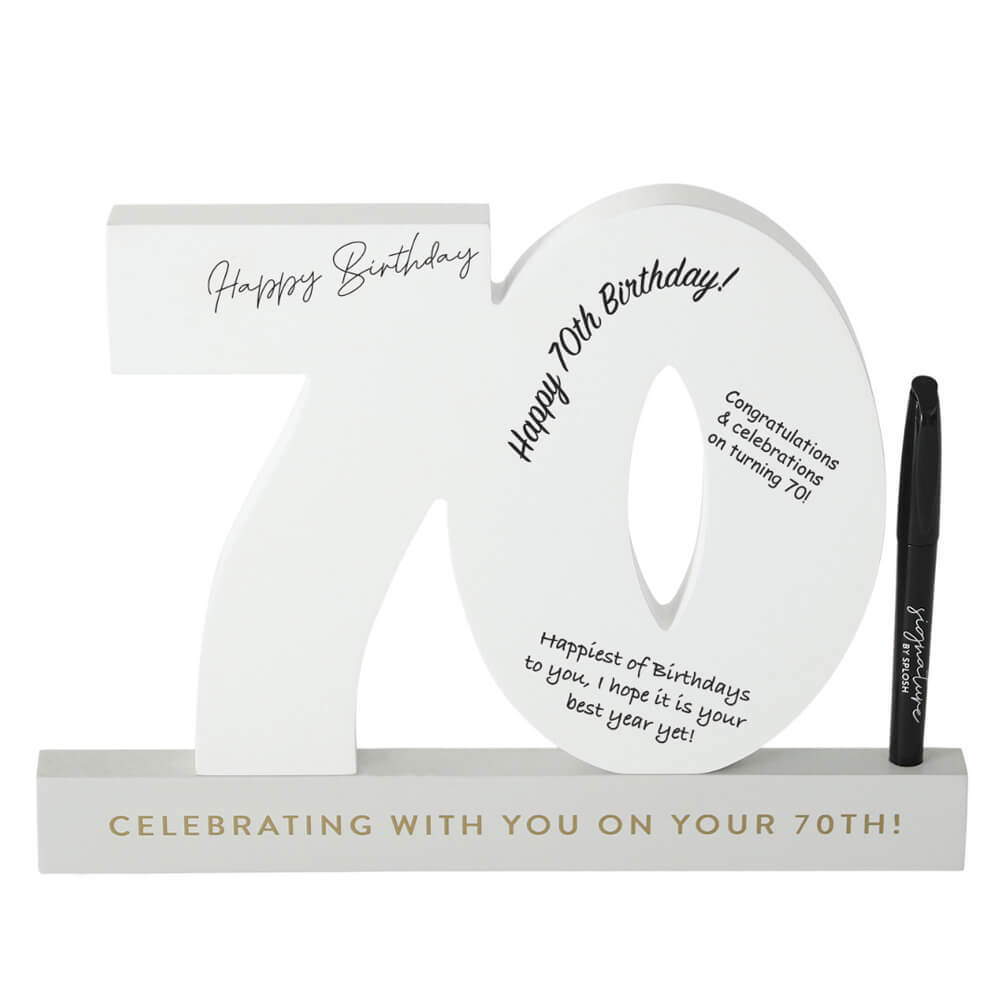 70
Happy Birthday
Happy 70th Birthday!
Congratulations
& celebrations
on turning 70!
Happiest of Birthdays
to you, I hope it is your
best year yet!
signature
BY SPLOSH
CELEBRATING WITH YOU ON YOUR 70TH!